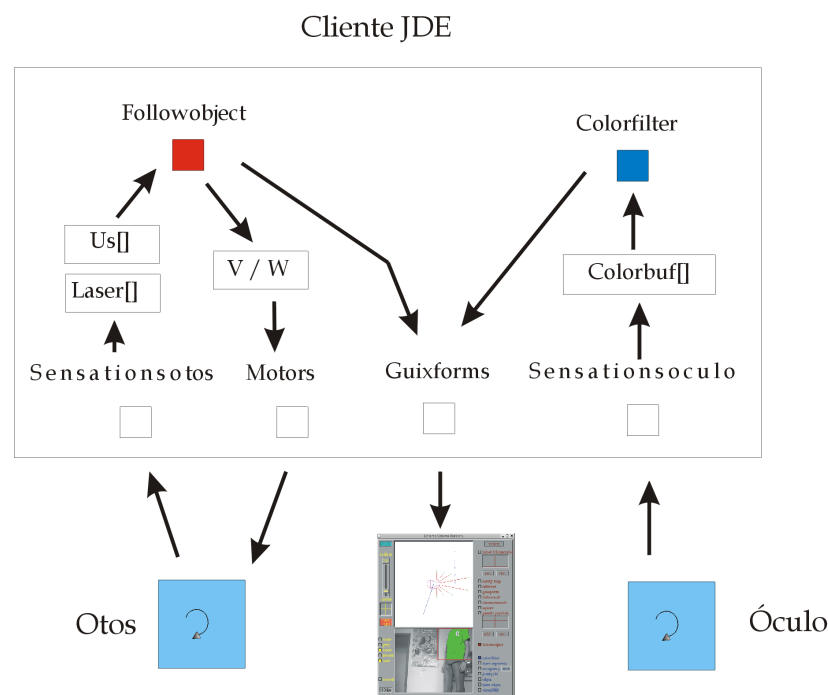 Cliente JDE
Followobject
Colorfilter
Us[]
Laser[]
V / W
Colorbuf[]
Sensationsotos
Motors
Guixforms
Sensationsoculo
Otos
Óculo